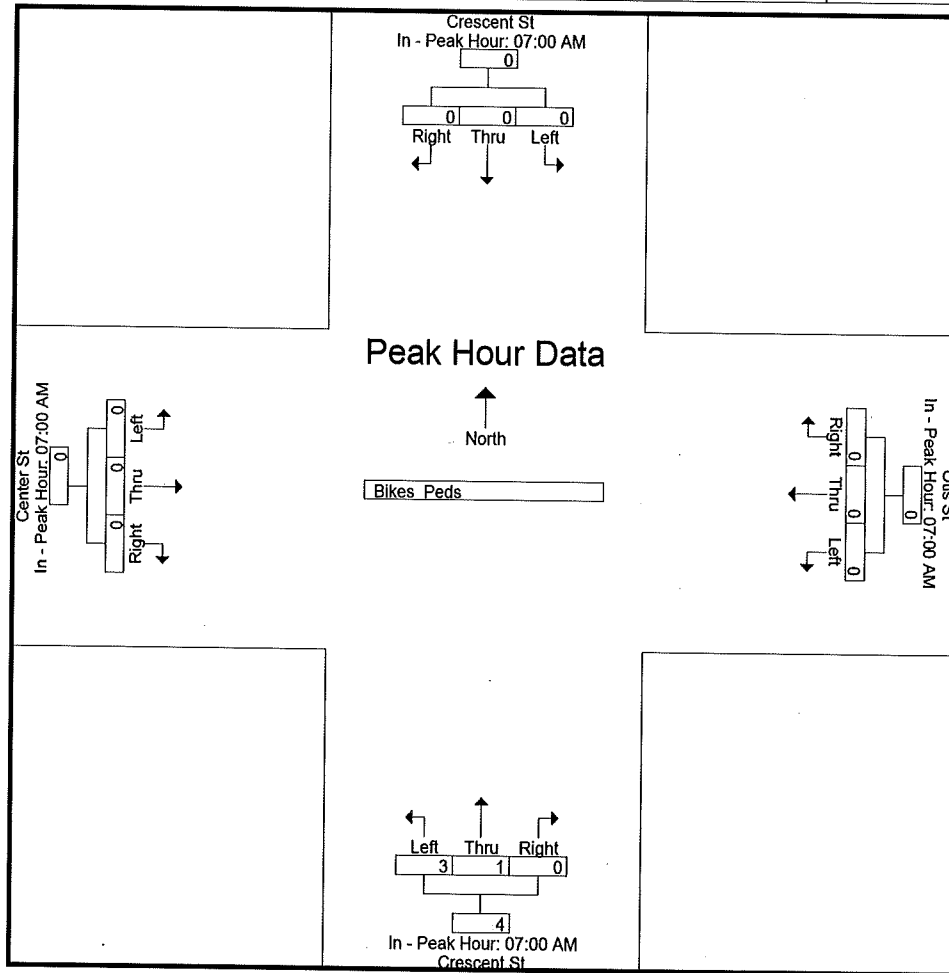 Crescent St
In - Peak Hour: 07:00 AM
0
0 0 0
Right Thru Left
Peak Hour Data
North
Bikes Peds
Center St
In - Peak Hour: 07:00 AM
0
0 0 0
Left Thru Right
In - Peak Hour: 07:00 AM
0
0 0 0
Right Thru Left
Left Thru Right
3 1 0
4
In - Peak Hour: 07:00 AM
Crescent St